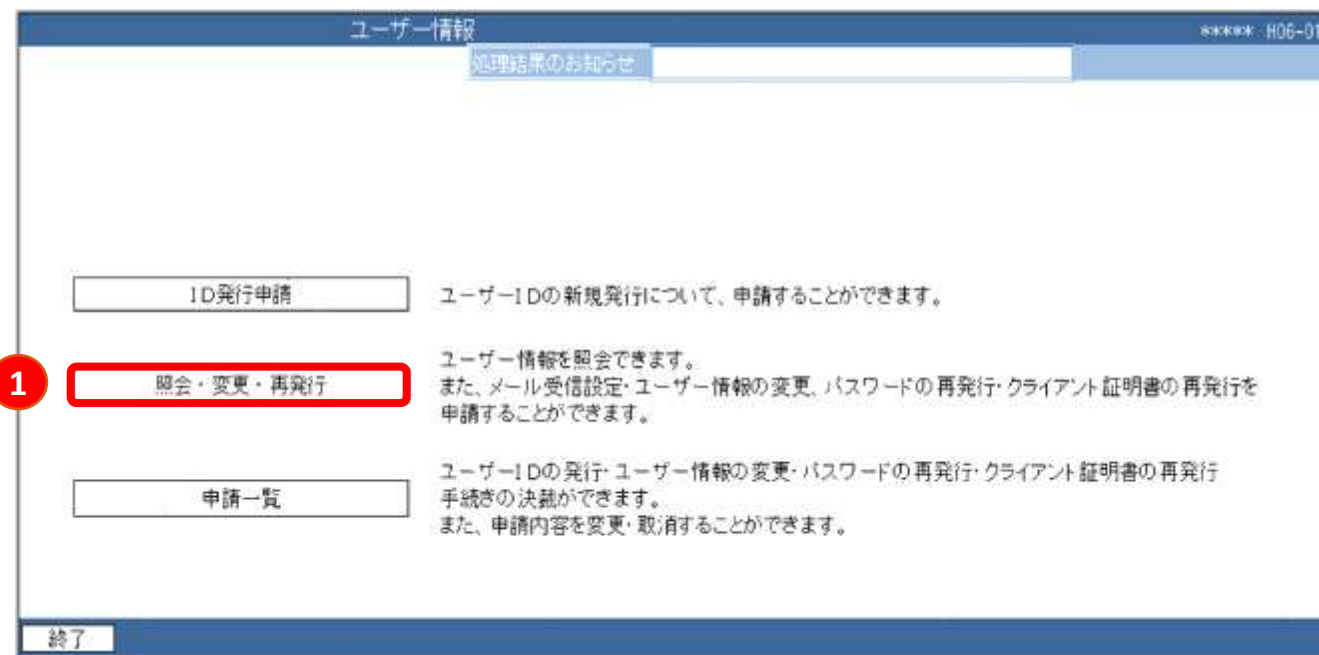 ユーザー情報
***** H06-01
処理結果のお知らせ
ID発行申請
ユーザーIDの新規発行について、申請することができます。
1
照会・変更・再発行
ユーザー情報を照会できます。
また、メール受信設定・ユーザー情報の変更、パスワードの再発行・クライアント証明書の再発行を
申請することができます。
申請一覧
ユーザーIDの発行・ユーザー情報の変更・パスワードの再発行・クライアント証明書の再発行
手続きの決裁ができます。
また、申請内容を変更・取消することができます。
終了